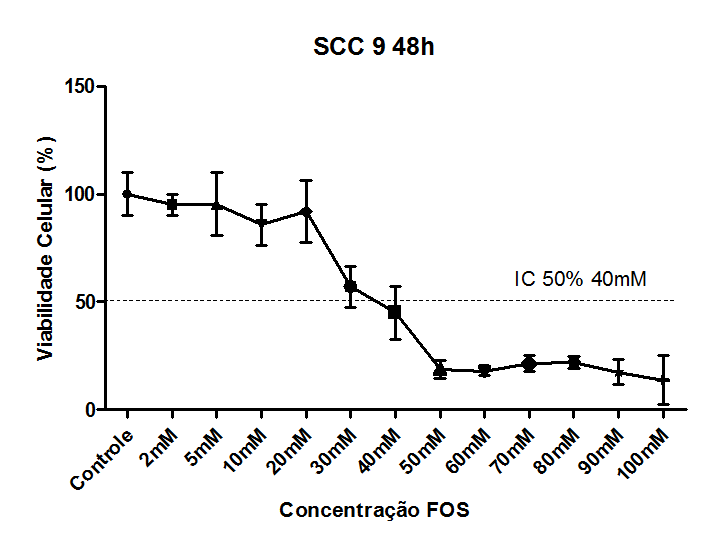 SCC 9 48h
Viabilidade Celular (%)
150
100
50
0
IC 50% 40mM
Controle
2mM
5mM
10mM
20mM
30mM
40mM
50mM
60mM
70mM
80mM
90mM
100mM
Concentração FOS